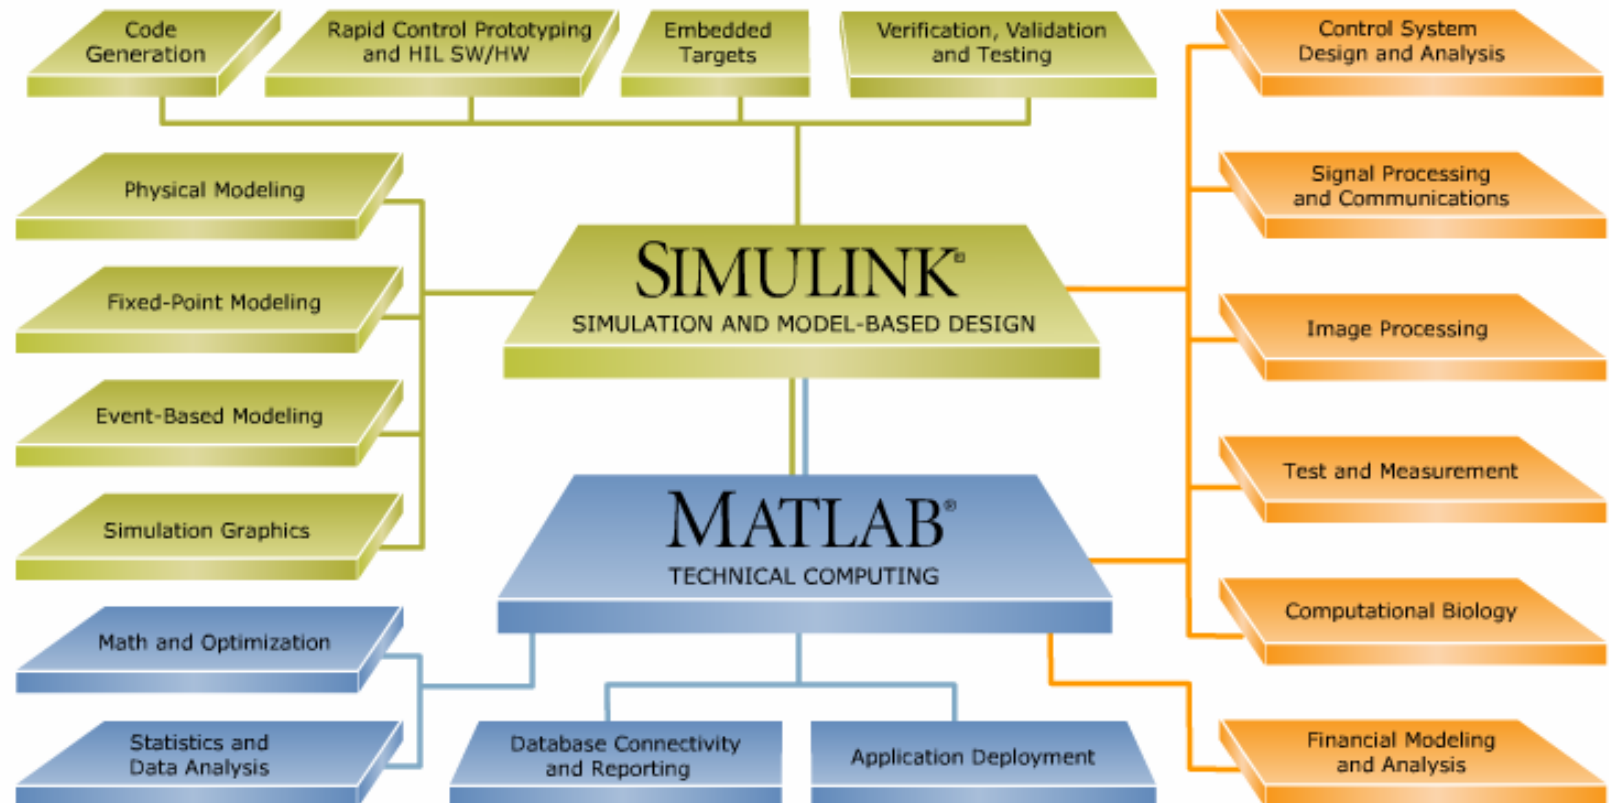 Code
Generation
Rapid Control Prototyping
and HIL SW/HW
Embedded
Targets
Verification, Validation
and Testing
Control System
Design and Analysis
Physical Modeling
Signal Processing
and Communications
Fixed-Point Modeling
SIMULINK®
SIMULATION AND MODEL-BASED DESIGN
Image Processing
Event-Based Modeling
Test and Measurement
Simulation Graphics
MATLAB®
TECHNICAL COMPUTING
Computational Biology
Math and Optimization
Statistics and
Data Analysis
Database Connectivity
and Reporting
Application Deployment
Financial Modeling
and Analysis